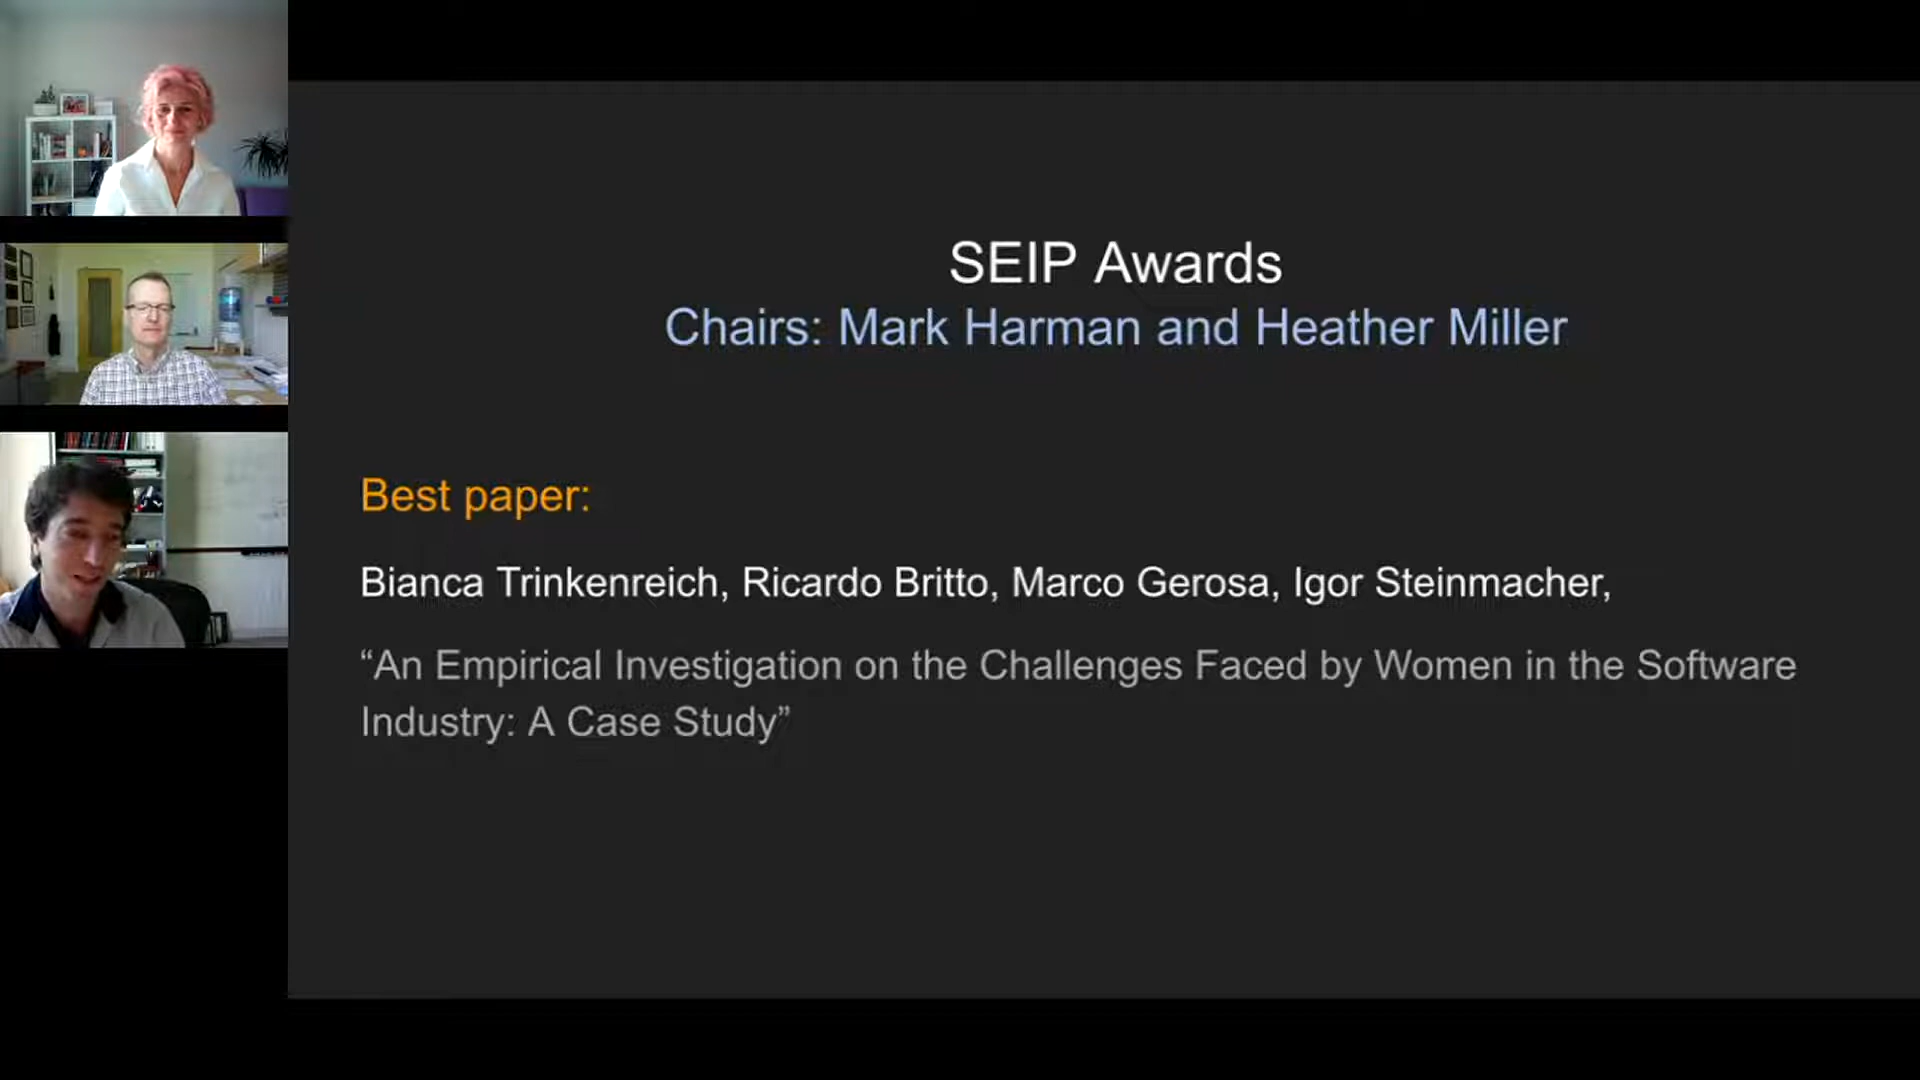 SEIP Awards
Chairs: Mark Harman and Heather Miller
Best paper:
Bianca Trinkenreich, Ricardo Britto, Marco Gerosa, Igor Steinmacher,
“An Empirical Investigation on the Challenges Faced by Women in the Software
Industry: A Case Study”